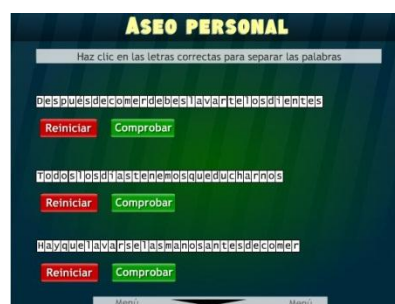 ASEO PERSONAL
Haz clic en las letras correctas para separar las palabras
Despuésdecomerdebeslavartelosdientes
Reiniciar Comprobar
Todoslosdíastenemosqueducharnos
Reiniciar Comprobar
Hayquelavarselasmanosantesdecomer
Reiniciar Comprobar
Menú Menú